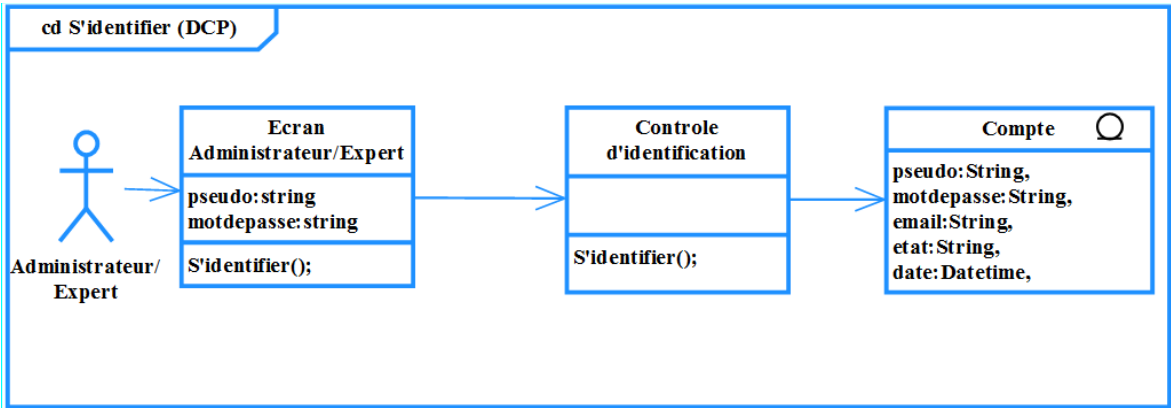 cd S'identifier (DCP)
Administrateur/
Expert
Ecran
Administrateur/Expert
pseudo:string
motdepasse:string
S'identifier();
Controle
d'identification
S'identifier();
Compte
pseudo:String,
motdepasse:String,
email:String,
etat:String,
date:Datetime,